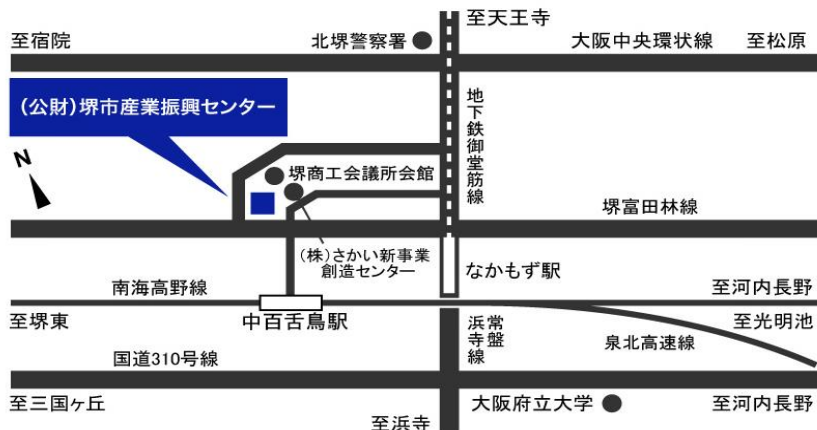 至天王寺
至宿院
北堺警察署
大阪中央環状線
至松原
(公財)堺市産業振興センター
地下鉄御堂筋線
N
堺商工会議所会館
堺富田林線
(株)さかい新事業
創造センター
なかもず駅
南海高野線
至河内長野
至堺東
中百舌鳥駅
常磐
浜寺線
至光明池
泉北高速線
国道310号線
至三国ヶ丘
大阪府立大学
至河内長野
至浜寺